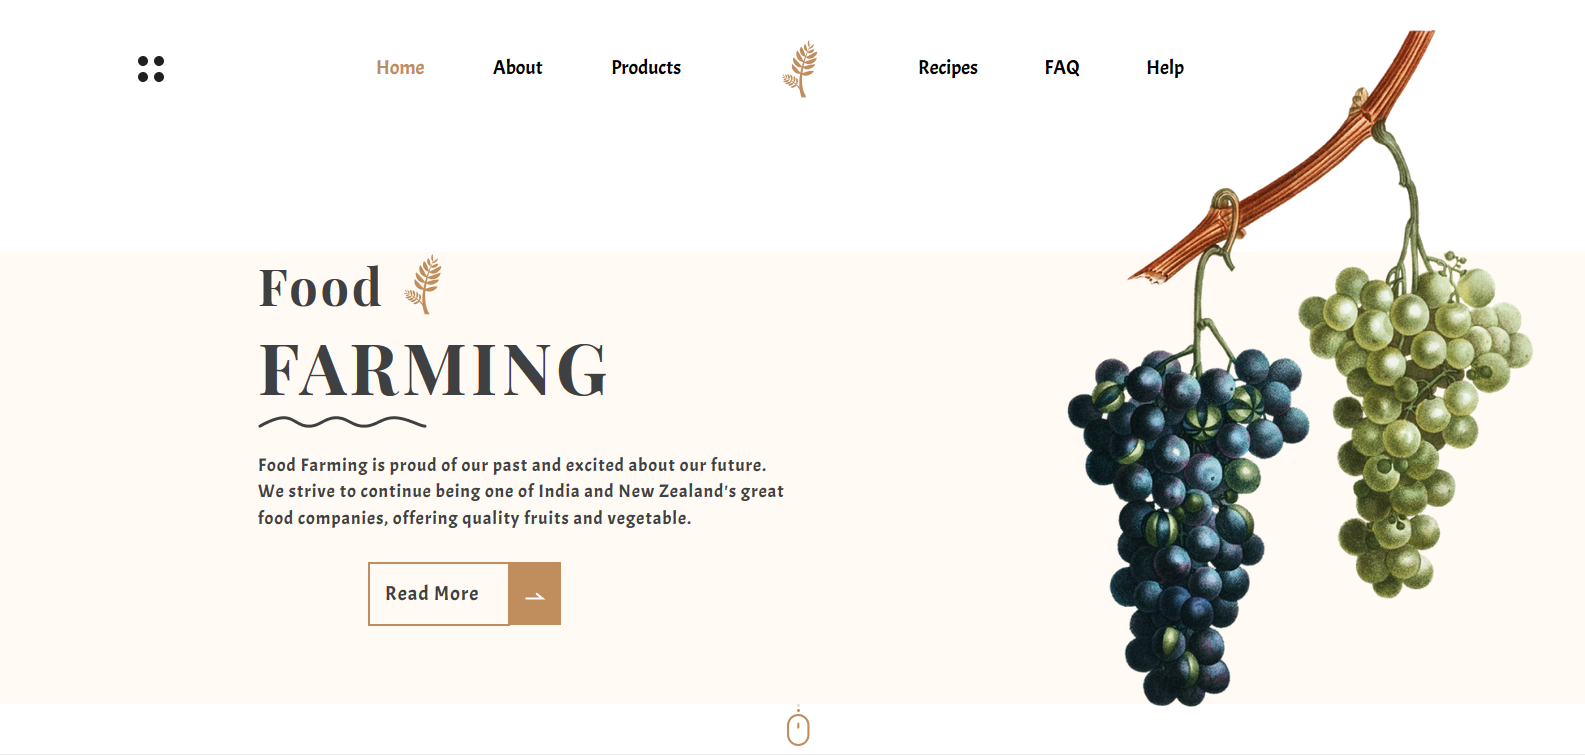 Home About Products Recipes FAQ Help
Food
FARMING
Food Farming is proud of our past and excited about our future.
We strive to continue being one of India and New Zealand's great
food companies, offering quality fruits and vegetable.
Read More